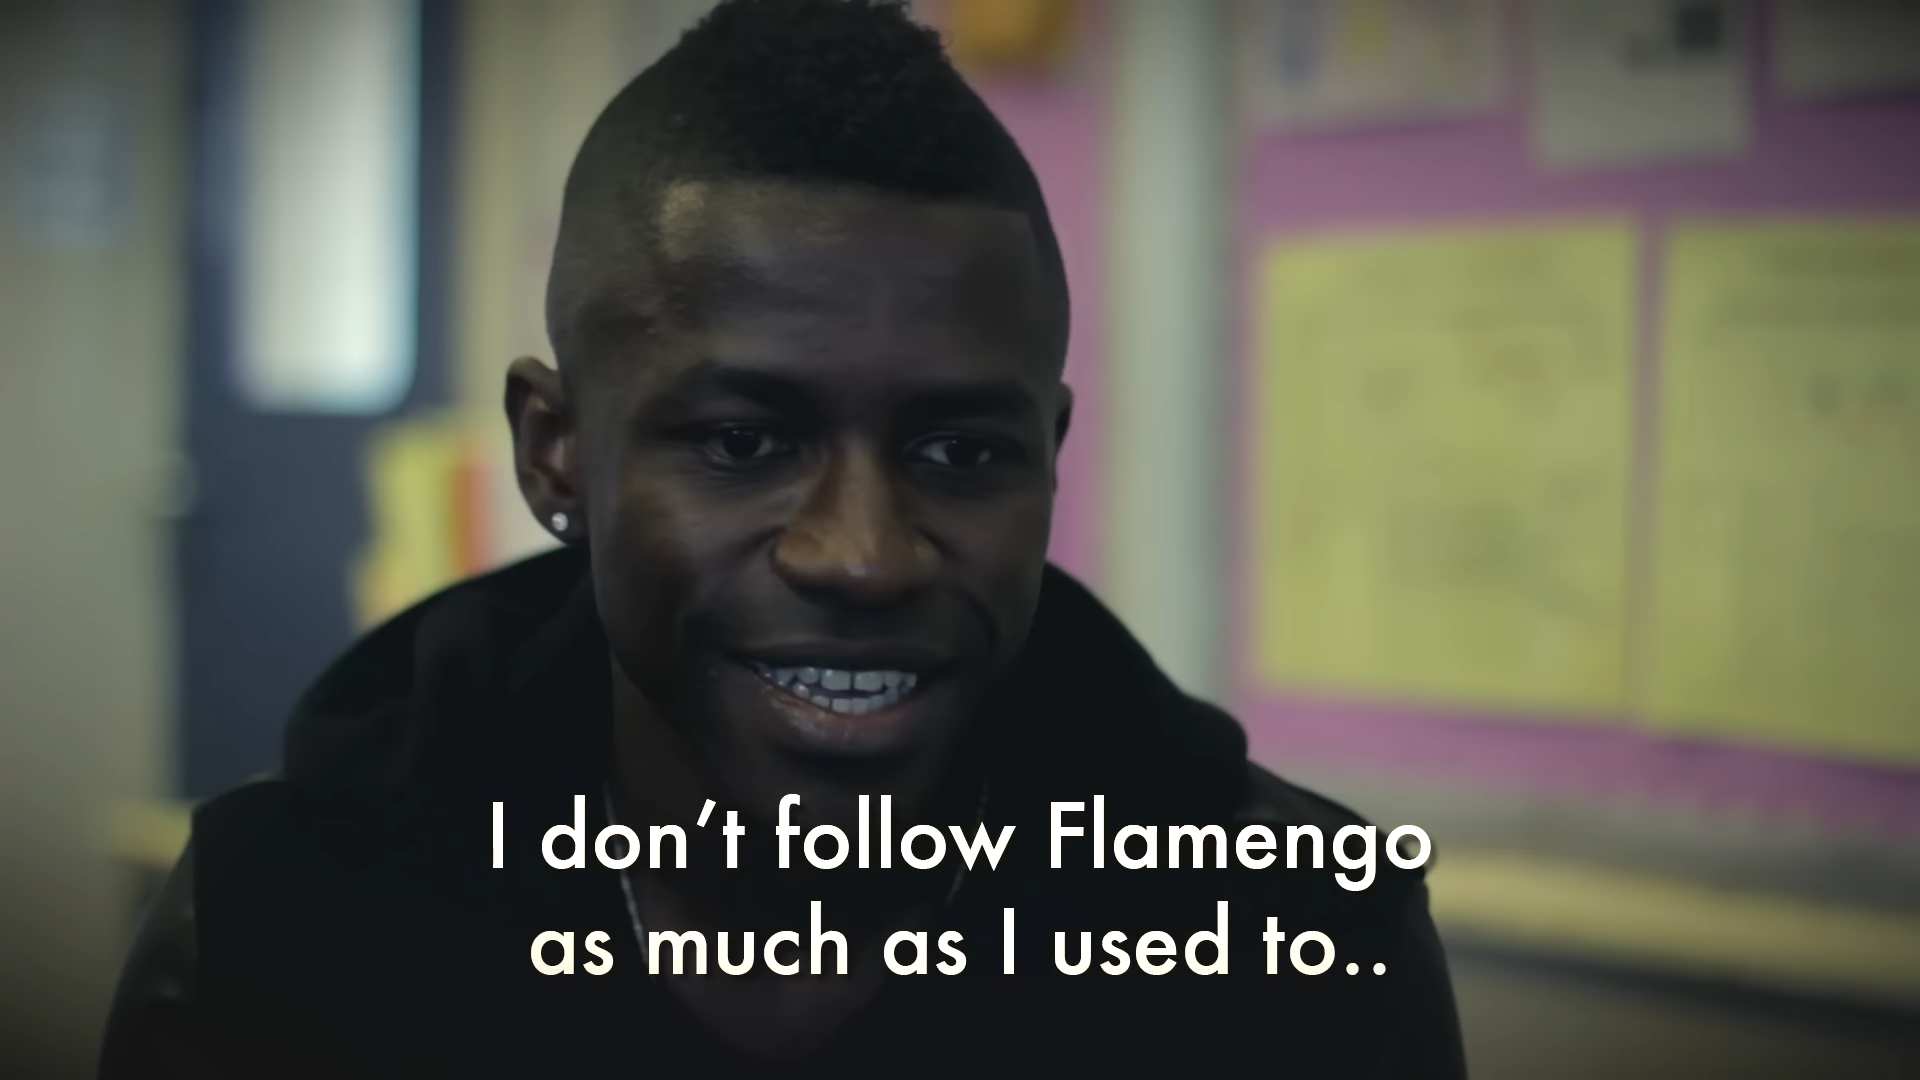 I don’t follow Flamengo
as much as I used to..